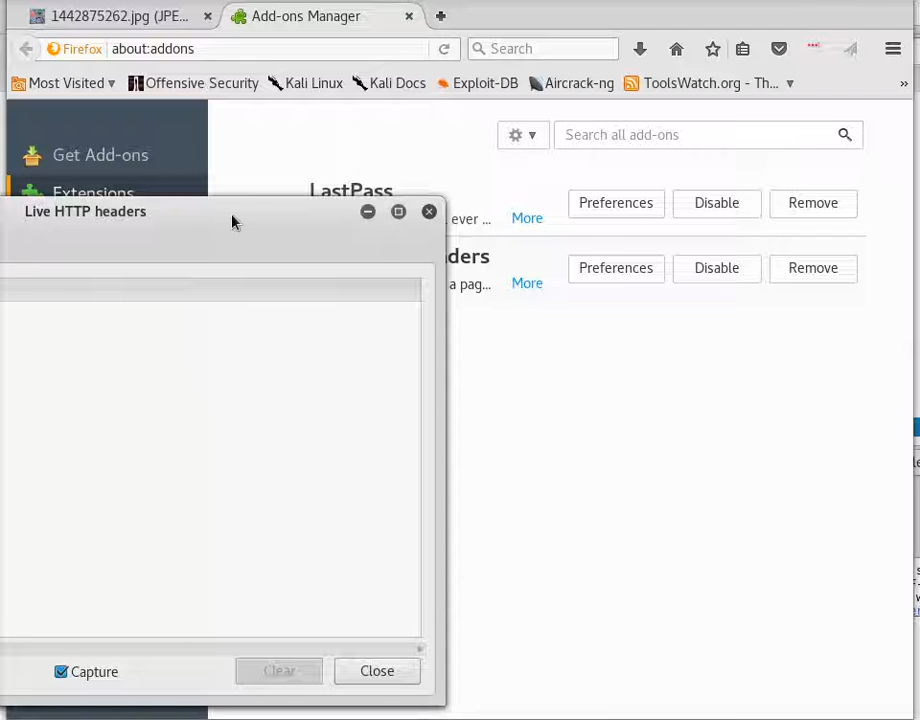 1442875262.jpg (JPE...
Add-ons Manager
Firefox about:addons
Search
Most Visited
Offensive Security
Kali Linux
Kali Docs
Exploit-DB
Aircrack-ng
ToolsWatch.org - Th...
»
Get Add-ons
Search all add-ons
Extensions
LastPass
ever ...
More
Preferences
Disable
Remove
Live HTTP headers
ders
a pag...
More
Preferences
Disable
Remove
Capture
Clear
Close